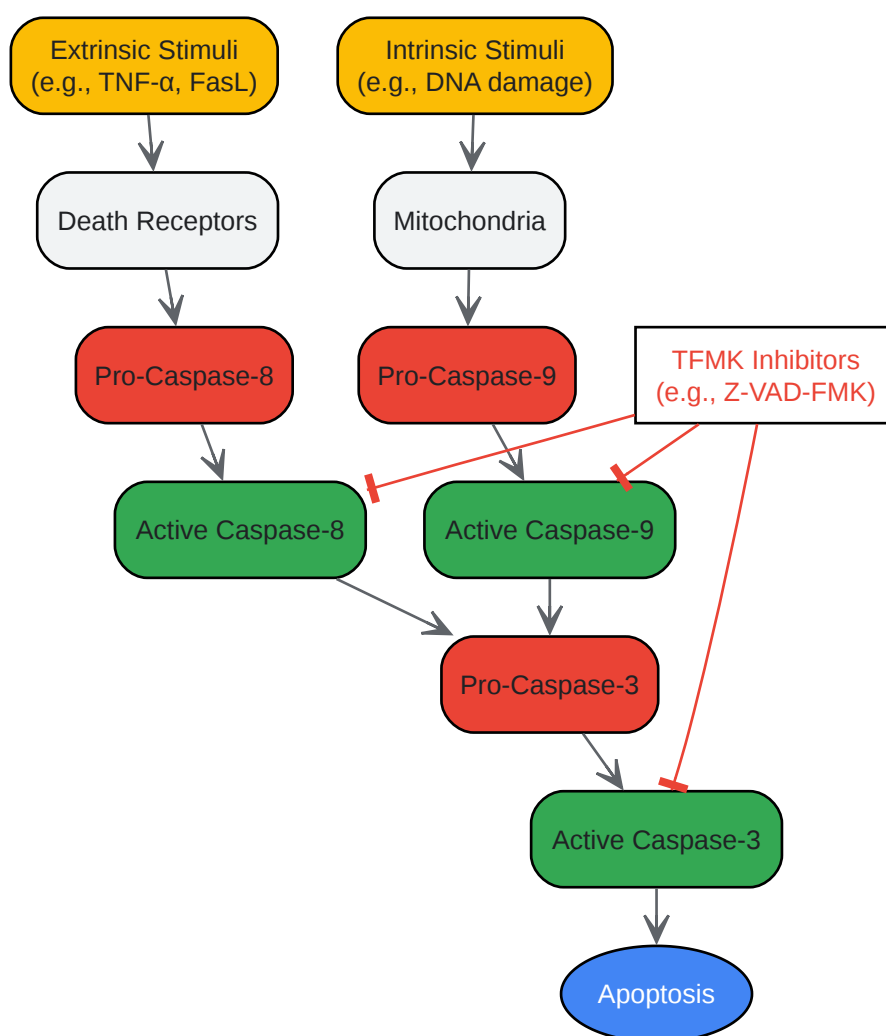 Extrinsic Stimuli
(e.g., TNF-α, FasL)
Intrinsic Stimuli
(e.g., DNA damage)
Death Receptors
Mitochondria
Pro-Caspase-8
Pro-Caspase-9
TFMK Inhibitors
(e.g., Z-VAD-FMK)
Active Caspase-8
Active Caspase-9
Pro-Caspase-3
Active Caspase-3
Apoptosis